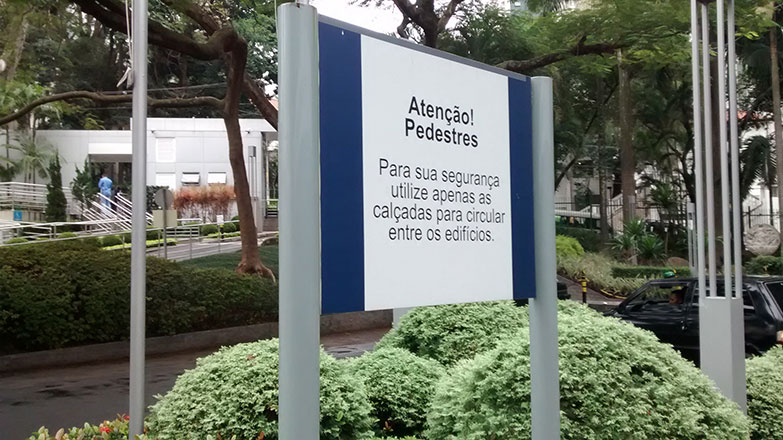 Atenção!
Pedestres
Para sua segurança
utilize apenas as
calçadas para circular
entre os edifícios.